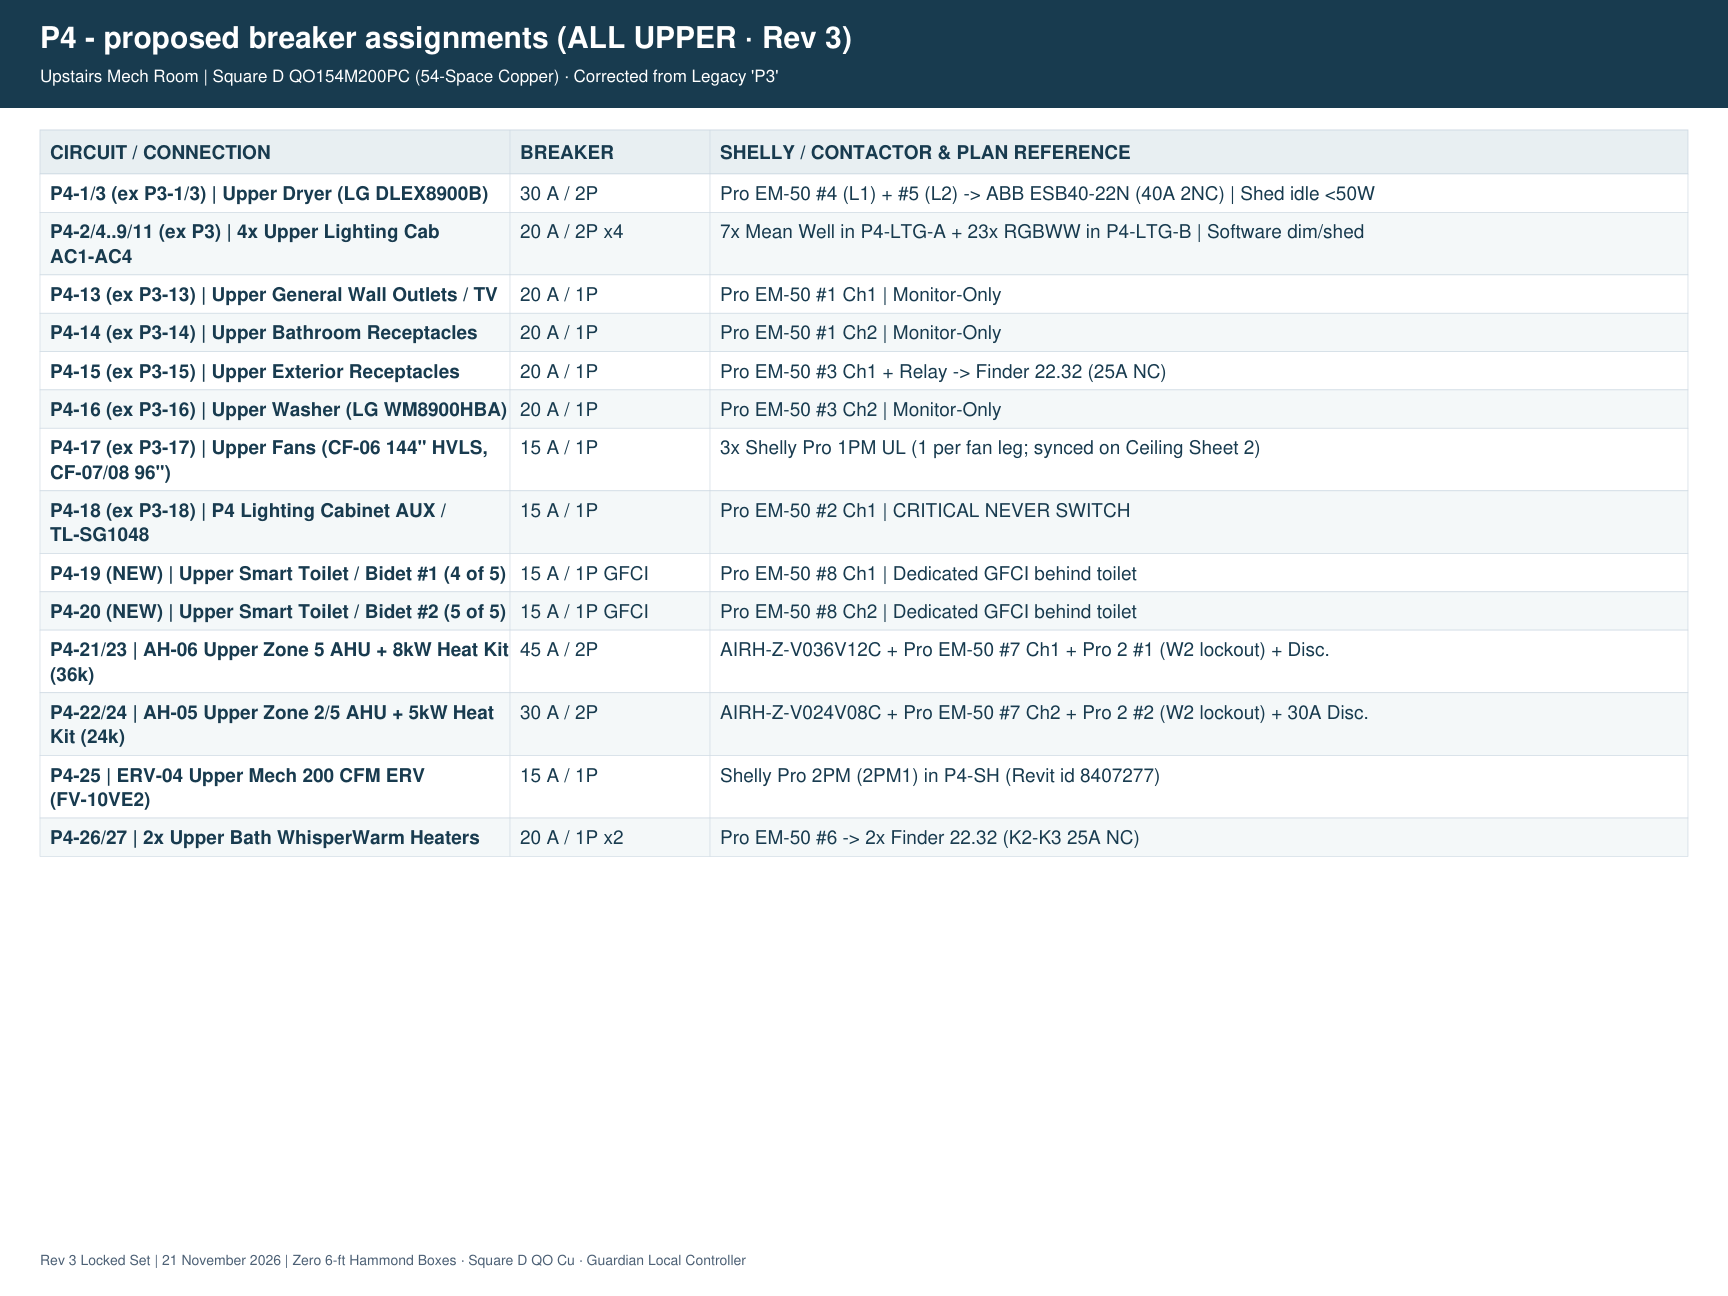 P4 - proposed breaker assignments (ALL UPPER · Rev 3)
Upstairs Mech Room | Square D QO154M200PC (54-Space Copper) · Corrected from Legacy 'P3'
CIRCUIT / CONNECTION BREAKER SHELLY / CONTACTOR & PLAN REFERENCE
P4-1/3 (ex P3-1/3) | Upper Dryer (LG DLEX8900B) 30 A / 2P Pro EM-50 #4 (L1) + #5 (L2) -> ABB ESB40-22N (40A 2NC) | Shed idle <50W
P4-2/4..9/11 (ex P3) | 4x Upper Lighting Cab 20 A / 2P x4 7x Mean Well in P4-LTG-A + 23x RGBWW in P4-LTG-B | Software dim/shed
AC1-AC4
P4-13 (ex P3-13) | Upper General Wall Outlets / TV 20 A / 1P Pro EM-50 #1 Ch1 | Monitor-Only
P4-14 (ex P3-14) | Upper Bathroom Receptacles 20 A / 1P Pro EM-50 #1 Ch2 | Monitor-Only
P4-15 (ex P3-15) | Upper Exterior Receptacles 20 A / 1P Pro EM-50 #3 Ch1 + Relay -> Finder 22.32 (25A NC)
P4-16 (ex P3-16) | Upper Washer (LG WM8900HBA) 20 A / 1P Pro EM-50 #3 Ch2 | Monitor-Only
P4-17 (ex P3-17) | Upper Fans (CF-06 144" HVLS, 15 A / 1P 3x Shelly Pro 1PM UL (1 per fan leg; synced on Ceiling Sheet 2)
CF-07/08 96")
P4-18 (ex P3-18) | P4 Lighting Cabinet AUX / 15 A / 1P Pro EM-50 #2 Ch1 | CRITICAL NEVER SWITCH
TL-SG1048
P4-19 (NEW) | Upper Smart Toilet / Bidet #1 (4 of 5) 15 A / 1P GFCI Pro EM-50 #8 Ch1 | Dedicated GFCI behind toilet
P4-20 (NEW) | Upper Smart Toilet / Bidet #2 (5 of 5) 15 A / 1P GFCI Pro EM-50 #8 Ch2 | Dedicated GFCI behind toilet
P4-21/23 | AH-06 Upper Zone 5 AHU + 8kW Heat Kit 45 A / 2P AIRH-Z-V036V12C + Pro EM-50 #7 Ch1 + Pro 2 #1 (W2 lockout) + Disc.
(36k)
P4-22/24 | AH-05 Upper Zone 2/5 AHU + 5kW Heat 30 A / 2P AIRH-Z-V024V08C + Pro EM-50 #7 Ch2 + Pro 2 #2 (W2 lockout) + 30A Disc.
Kit (24k)
P4-25 | ERV-04 Upper Mech 200 CFM ERV 15 A / 1P Shelly Pro 2PM (2PM1) in P4-SH (Revit id 8407277)
(FV-10VE2)
P4-26/27 | 2x Upper Bath WhisperWarm Heaters 20 A / 1P x2 Pro EM-50 #6 -> 2x Finder 22.32 (K2-K3 25A NC)
Rev 3 Locked Set | 21 November 2026 | Zero 6-ft Hammond Boxes · Square D QO Cu · Guardian Local Controller